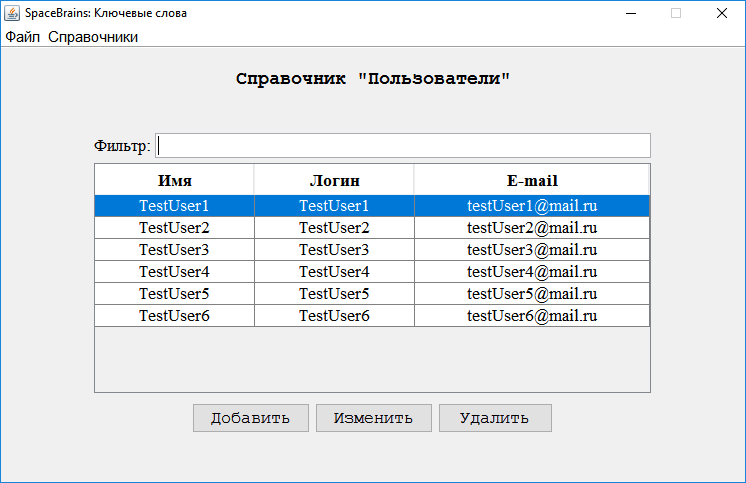 SpaceBrains: Ключевые слова
Файл Справочники
Справочник "Пользователи"
Фильтр:
Имя Логин E-mail
TestUser1 TestUser1 testUser1@mail.ru
TestUser2 TestUser2 testUser2@mail.ru
TestUser3 TestUser3 testUser3@mail.ru
TestUser4 TestUser4 testUser4@mail.ru
TestUser5 TestUser5 testUser5@mail.ru
TestUser6 TestUser6 testUser6@mail.ru
Добавить Изменить Удалить